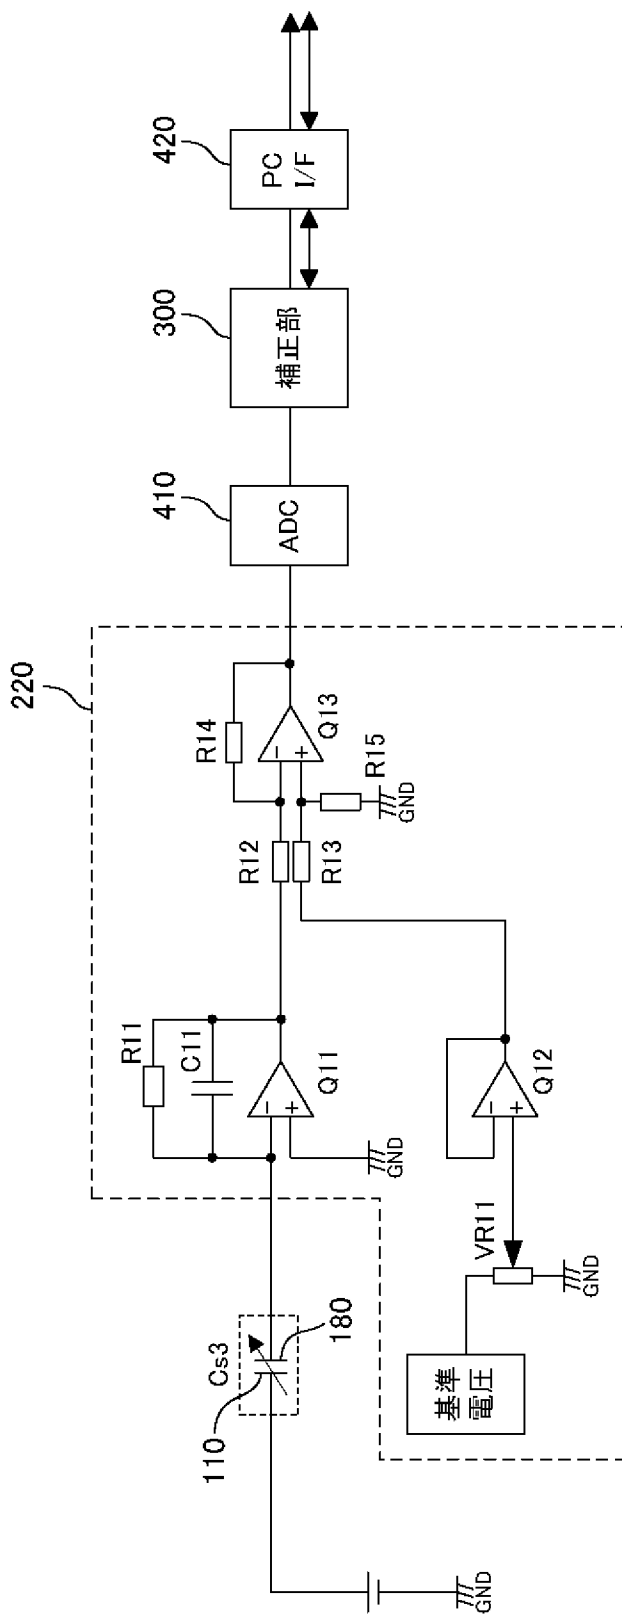 220
420
300
410
PC
I/F
補正部
ADC
R14
Q13
R12
R13
R15
GND
R11
C11
Q11
GND
Q12
VR11
GND
基準
電圧
Cs3
110
180
GND